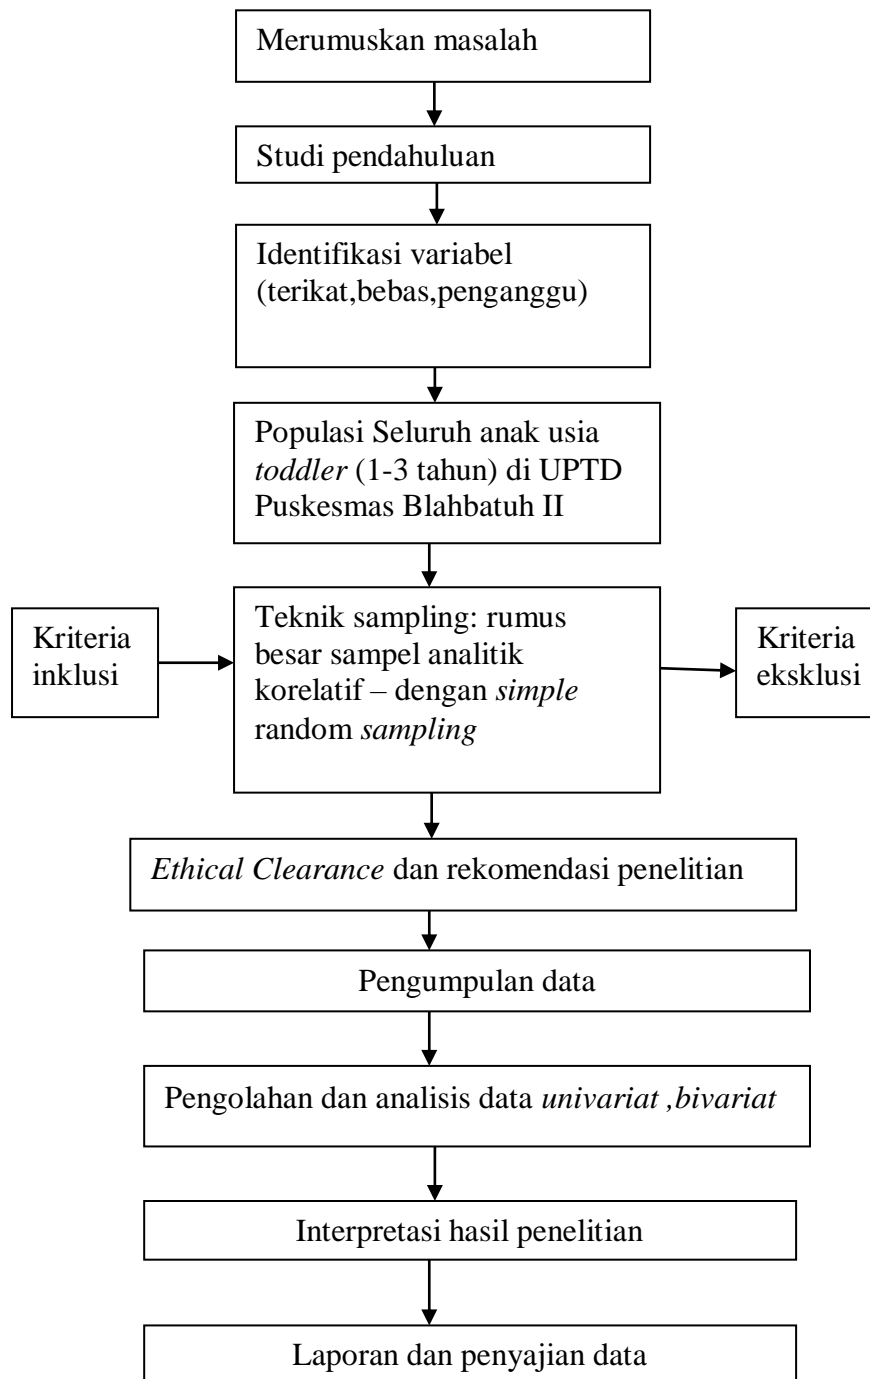 Merumuskan masalah
Studi pendahuluan
Identifikasi variabel
(terikat,bebas,penganggu)
Populasi Seluruh anak usia
toddler (1-3 tahun) di UPTD
Puskesmas Blahbatuh II
Kriteria
inklusi
Teknik sampling: rumus
besar sampel analitik
korelatif – dengan simple
random sampling
Kriteria
eksklusi
Ethical Clearance dan rekomendasi penelitian
Pengumpulan data
Pengolahan dan analisis data univariat ,bivariat
Interpretasi hasil penelitian
Laporan dan penyajian data